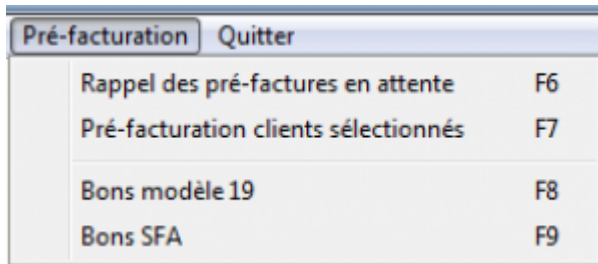 Pré-facturation Quitter
Rappel des pré-factures en attente F6
Pré-facturation clients sélectionnés F7
Bons modèle 19 F8
Bons SFA F9